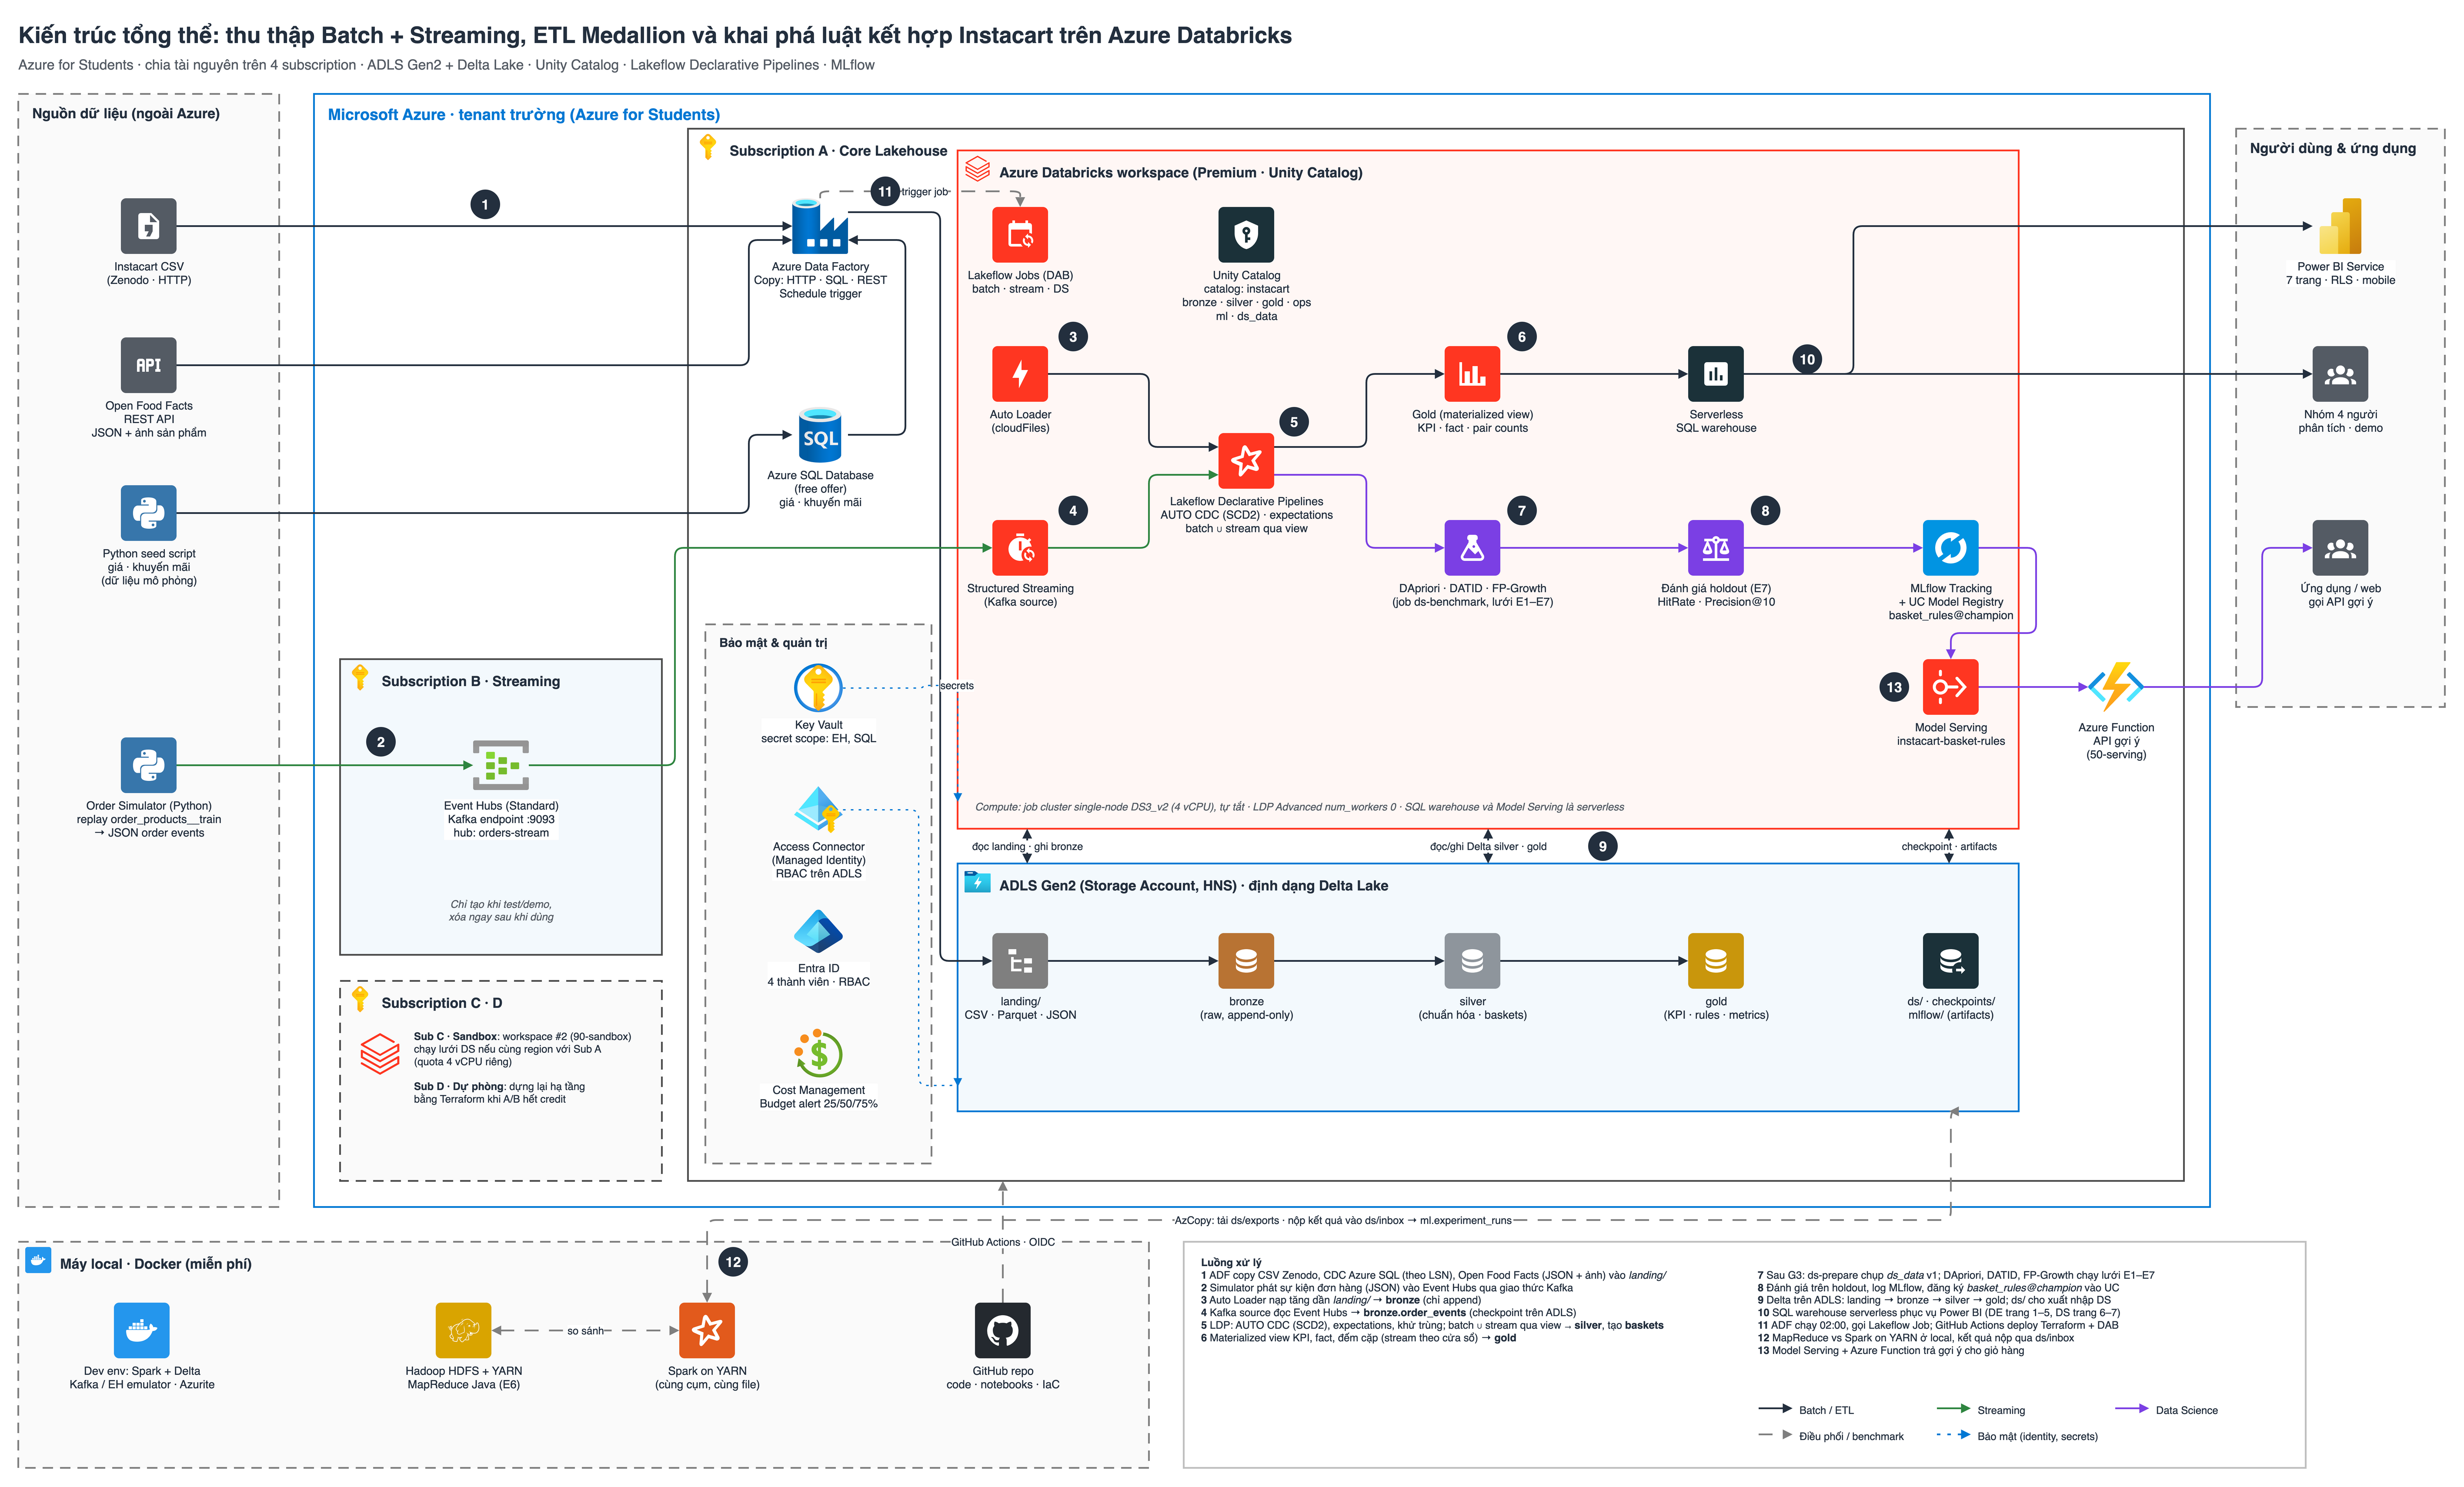 Kiến trúc tổng thể: thu thập Batch + Streaming, ETL Medallion và khai phá luật kết hợp Instacart trên Azure Databricks
Azure for Students · chia tài nguyên trên 4 subscription · ADLS Gen2 + Delta Lake · Unity Catalog · Lakeflow Declarative Pipelines · MLflow
Nguồn dữ liệu (ngoài Azure)
Instacart CSV
(Zenodo · HTTP)
API
Open Food Facts
REST API
JSON + ảnh sản phẩm
Python seed script
giá · khuyến mãi
(dữ liệu mô phỏng)
Order Simulator (Python)
replay order_products__train
→ JSON order events
Microsoft Azure · tenant trường (Azure for Students)
1
2
Subscription B · Streaming
Event Hubs (Standard)
Kafka endpoint :9093
hub: orders-stream
Chỉ tạo khi test/demo,
xóa ngay sau khi dùng
Subscription C · D
Sub C · Sandbox: workspace #2 (90-sandbox)
chạy lưới DS nếu cùng region với Sub A
(quota 4 vCPU riêng)
Sub D · Dự phòng: dựng lại hạ tầng
bằng Terraform khi A/B hết credit
Subscription A · Core Lakehouse
11
trigger job
Azure Data Factory
Copy: HTTP · SQL · REST
Schedule trigger
SQL
Azure SQL Database
(free offer)
giá · khuyến mãi
Bảo mật & quản trị
secrets
Key Vault
secret scope: EH, SQL
Access Connector
(Managed Identity)
RBAC trên ADLS
Entra ID
4 thành viên · RBAC
Cost Management
Budget alert 25/50/75%
Azure Databricks workspace (Premium · Unity Catalog)
Lakeflow Jobs (DAB)
batch · stream · DS
Unity Catalog
catalog: instacart
bronze · silver · gold · ops
ml · ds_data
3
Auto Loader
(cloudFiles)
4
Structured Streaming
(Kafka source)
5
Lakeflow Declarative Pipelines
AUTO CDC (SCD2) · expectations
batch ∪ stream qua view
6
Gold (materialized view)
KPI · fact · pair counts
Serverless
SQL warehouse
10
7
DApriori · DATID · FP-Growth
(job ds-benchmark, lưới E1–E7)
8
Đánh giá holdout (E7)
HitRate · Precision@10
MLflow Tracking
+ UC Model Registry
basket_rules@champion
13
Model Serving
instacart-basket-rules
Azure Function
API gợi ý
(50-serving)
Compute: job cluster single-node DS3_v2 (4 vCPU), tự tắt · LDP Advanced num_workers 0 · SQL warehouse và Model Serving là serverless
đọc landing · ghi bronze
đọc/ghi Delta silver · gold
9
checkpoint · artifacts
ADLS Gen2 (Storage Account, HNS) · định dạng Delta Lake
landing/
CSV · Parquet · JSON
bronze
(raw, append-only)
silver
(chuẩn hóa · baskets)
gold
(KPI · rules · metrics)
ds/ · checkpoints/
mlflow/ (artifacts)
Người dùng & ứng dụng
Power BI Service
7 trang · RLS · mobile
Nhóm 4 người
phân tích · demo
Ứng dụng / web
gọi API gợi ý
AzCopy: tải ds/exports · nộp kết quả vào ds/inbox → ml.experiment_runs
GitHub Actions · OIDC
Máy local · Docker (miễn phí)
12
Dev env: Spark + Delta
Kafka / EH emulator · Azurite
Hadoop HDFS + YARN
MapReduce Java (E6)
so sánh
Spark on YARN
(cùng cụm, cùng file)
GitHub repo
code · notebooks · IaC
Luồng xử lý
1 ADF copy CSV Zenodo, CDC Azure SQL (theo LSN), Open Food Facts (JSON + ảnh) vào landing/
2 Simulator phát sự kiện đơn hàng (JSON) vào Event Hubs qua giao thức Kafka
3 Auto Loader nạp tăng dần landing/ → bronze (chỉ append)
4 Kafka source đọc Event Hubs → bronze.order_events (checkpoint trên ADLS)
5 LDP: AUTO CDC (SCD2), expectations, khử trùng; batch ∪ stream qua view → silver, tạo baskets
6 Materialized view KPI, fact, đếm cặp (stream theo cửa sổ) → gold
7 Sau G3: ds-prepare chụp ds_data v1; DApriori, DATID, FP-Growth chạy lưới E1–E7
8 Đánh giá trên holdout, log MLflow, đăng ký basket_rules@champion vào UC
9 Delta trên ADLS: landing → bronze → silver → gold; ds/ cho xuất nhập DS
10 SQL warehouse serverless phục vụ Power BI (DE trang 1–5, DS trang 6–7)
11 ADF chạy 02:00, gọi Lakeflow Job; GitHub Actions deploy Terraform + DAB
12 MapReduce vs Spark on YARN ở local, kết quả nộp qua ds/inbox
13 Model Serving + Azure Function trả gợi ý cho giỏ hàng
Batch / ETL
Streaming
Data Science
Điều phối / benchmark
Bảo mật (identity, secrets)